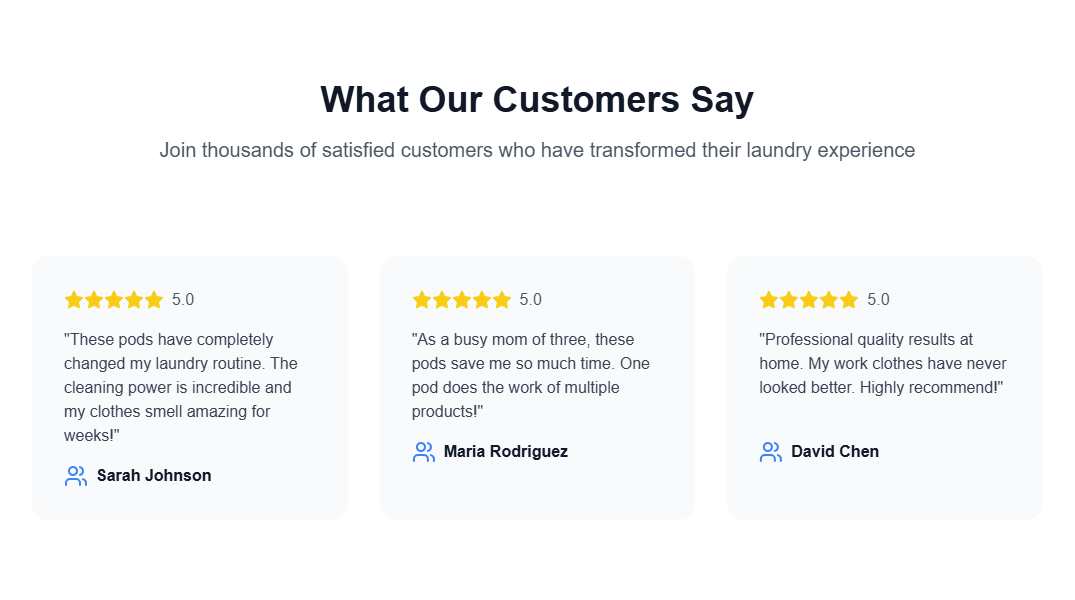 What Our Customers Say
Join thousands of satisfied customers who have transformed their laundry experience
5.0
"These pods have completely
changed my laundry routine. The
cleaning power is incredible and
my clothes smell amazing for
weeks!"
Sarah Johnson
5.0
"As a busy mom of three, these
pods save me so much time. One
pod does the work of multiple
products!"
Maria Rodriguez
5.0
"Professional quality results at
home. My work clothes have never
looked better. Highly recommend!"
David Chen